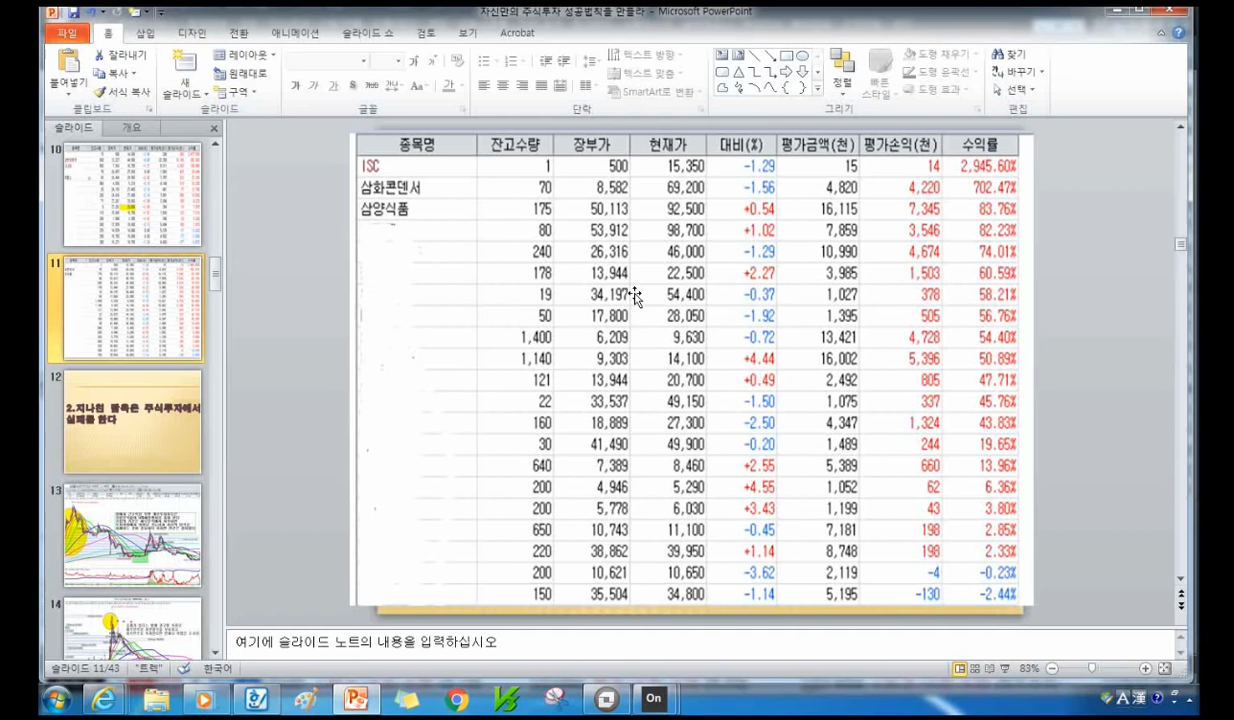 자신만의 주식투자 성공법칙을 만들라 - Microsoft PowerPoint
파일 홈 삽입 디자인 전환 애니메이션 슬라이드 쇼 검토 보기 Acrobat
붙여넣기 잘라내기 복사 서식 복사 클립보드
새 슬라이드 레이아웃 원래대로 구역 슬라이드
글꼴
텍스트 방향 텍스트 맞춤 SmartArt로 변환 단락
정렬 빠른 스타일 도형 채우기 도형 윤곽선 도형 효과 그리기
찾기 바꾸기 선택 편집
슬라이드 개요
10
11
12
2.지나친 탐욕은 주식투자에서
실패를 한다
13
14
종목명 잔고수량 장부가 현재가 대비(%) 평가금액(천) 평가손익(천) 수익률
ISC 1 500 15,350 -1.29 15 14 2,945.60%
삼화콘덴서 70 8,582 69,200 -1.56 4,820 4,220 702.47%
삼양식품 175 50,113 92,500 +0.54 16,115 7,345 83.76%
80 53,912 98,700 +1.02 7,859 3,546 82.23%
240 26,316 46,000 -1.29 10,990 4,674 74.01%
178 13,944 22,500 +2.27 3,985 1,503 60.59%
19 34,197 54,400 -0.37 1,027 378 58.21%
50 17,800 28,050 -1.92 1,395 505 56.76%
1,400 6,209 9,630 -0.72 13,421 4,728 54.40%
1,140 9,303 14,100 +4.44 16,002 5,396 50.89%
121 13,944 20,700 +0.49 2,492 805 47.71%
22 33,537 49,150 -1.50 1,075 337 45.76%
160 18,889 27,300 -2.50 4,347 1,324 43.83%
30 41,490 49,900 -0.20 1,489 244 19.65%
640 7,389 8,460 +2.55 5,389 660 13.96%
200 4,946 5,290 +4.55 1,052 62 6.36%
200 5,778 6,030 +3.43 1,199 43 3.80%
650 10,743 11,100 -0.45 7,181 198 2.85%
220 38,862 39,950 +1.14 8,748 198 2.33%
200 10,621 10,650 -3.62 2,119 -4 -0.23%
150 35,504 34,800 -1.14 5,195 -130 -2.44%
여기에 슬라이드 노트의 내용을 입력하십시오
슬라이드 11/43 "트렉" 한국어 83%
On A 漢